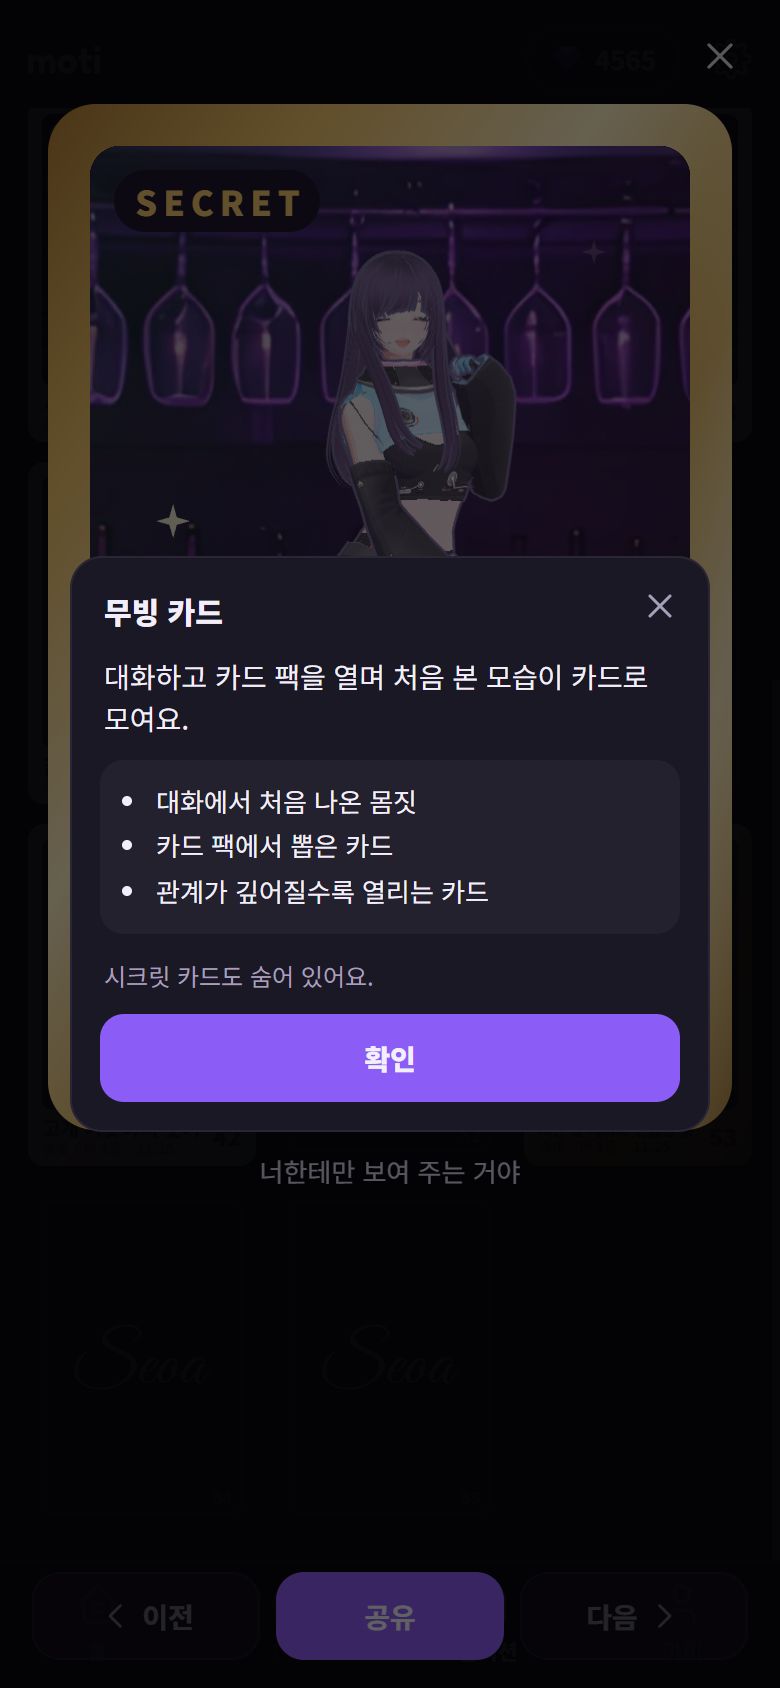 moti
4565
SECRET
무빙 카드
대화하고 카드 팩을 열며 처음 본 모습이 카드로
모여요.
대화에서 처음 나온 몸짓
카드 팩에서 뽑은 카드
관계가 깊어질수록 열리는 카드
시크릿 카드도 숨어 있어요.
확인
너한테만 보여 주는 거야
Seoa
Seoa
이전
공유
다음